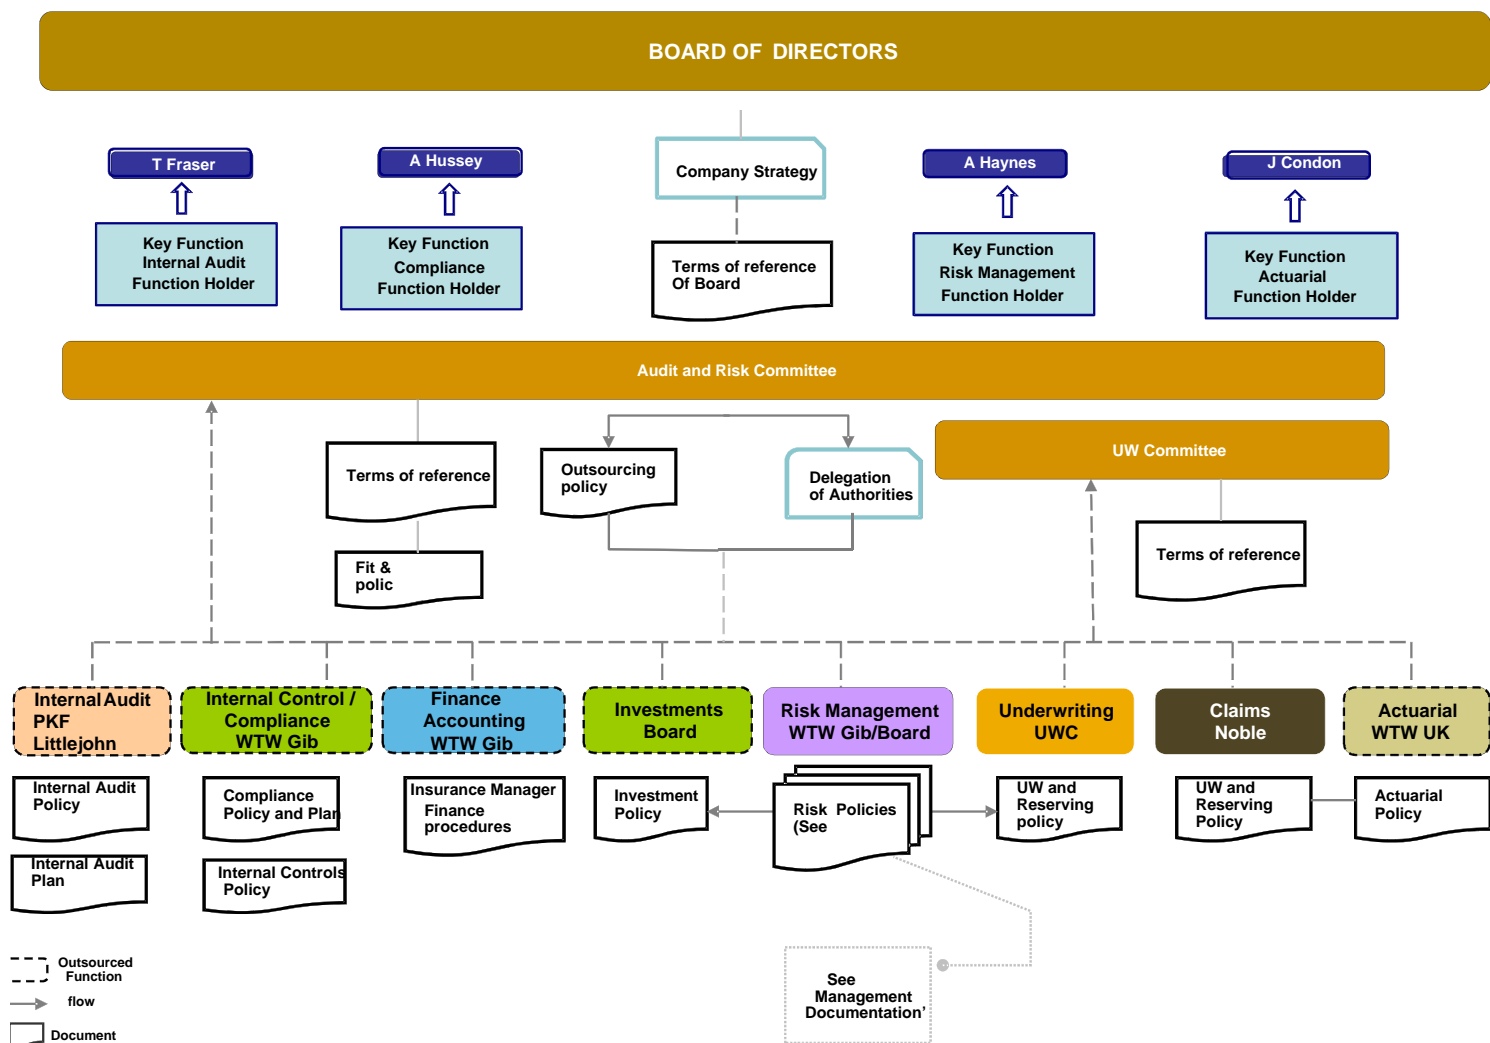 BOARD OF DIRECTORS
T Fraser
A Hussey
Company Strategy
A Haynes
J Condon
Key Function
Internal Audit
Function Holder
Key Function
Compliance
Function Holder
Terms of reference
Of Board
Key Function
Risk Management
Function Holder
Key Function
Actuarial
Function Holder
Audit and Risk Committee
Terms of reference
Outsourcing
policy
Delegation
of Authorities
UW Committee
Terms of reference
Fit &
polic
Internal Audit
PKF
Littlejohn
Internal Control /
Compliance
WTW Gib
Finance
Accounting
WTW Gib
Investments
Board
Risk Management
WTW Gib/Board
Underwriting
UWC
Claims
Noble
Actuarial
WTW UK
Internal Audit
Policy
Compliance
Policy and Plan
Insurance Manager
Finance
procedures
Investment
Policy
Risk Policies
(See
UW and
Reserving
policy
UW and
Reserving
Policy
Actuarial
Policy
Internal Audit
Plan
Internal Controls
Policy
Outsourced
Function
flow
Document
See
Management
Documentation’